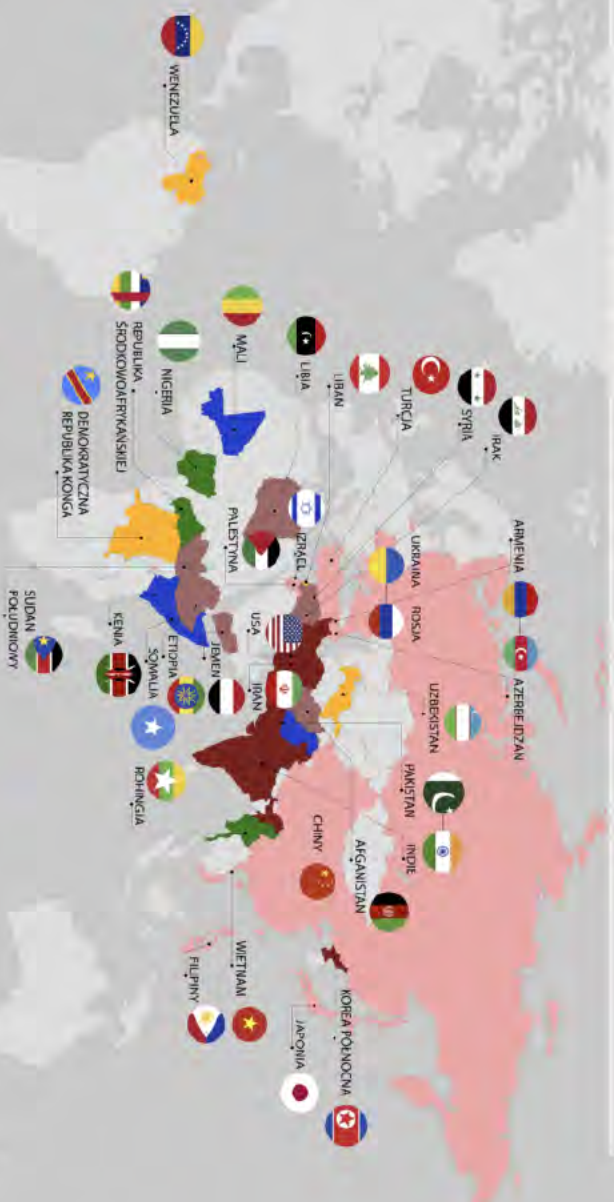 WENEZUELA
REPUBLIKA
ŚRODKOWOAFRYKAŃSKIEJ
DEMOKRATYCZNA
REPUBLIKA KONGA
NIGERIA
MALI
LIBIA
LIBAN
TURCJA
SYRIA
IRAK
PALESTYNA
IZRAEL
UKRAINA
ROSJA
ARMENIA
AZERBEJDŻAN
USA
IRAN
UZBEKISTAN
SUDAN
POŁUDNIOWY
KENIA
SOMALIA
ETIOPIA
JEMEN
ROHINGIA
PAKISTAN
INDIE
AFGANISTAN
CHINY
WIETNAM
FILIPINY
JAPONIA
KOREA PÓŁNOCNA